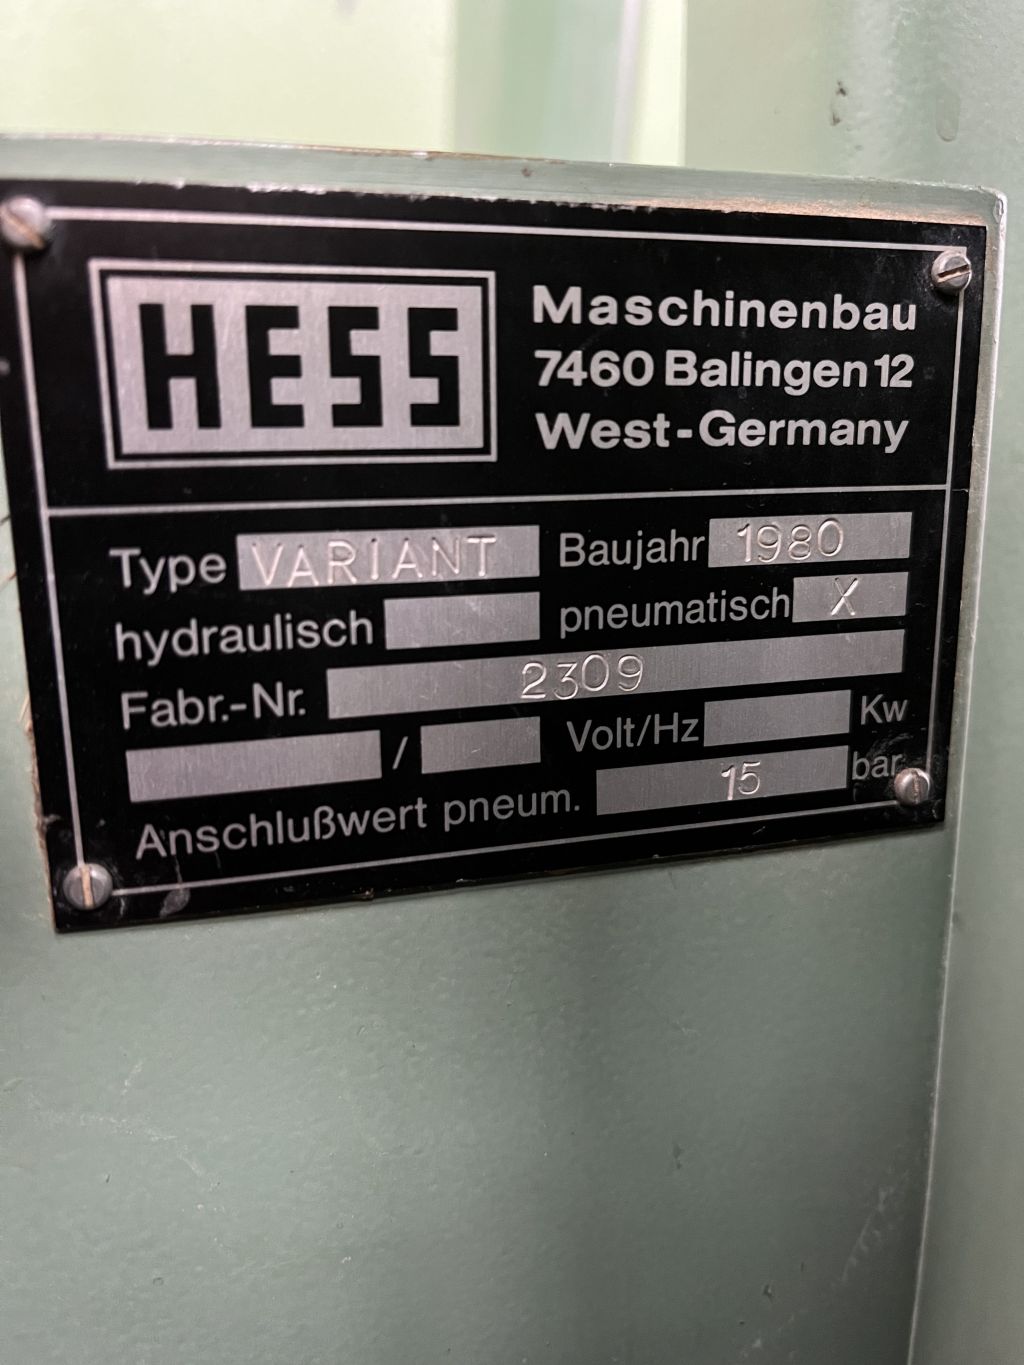 HESS
Maschinenbau
7460 Balingen 12
West-Germany
Type VARIANT Baujahr 1980
hydraulisch pneumatisch X
Fabr.-Nr. 2309
/ Volt/Hz Kw
Anschlußwert pneum. 15 bar